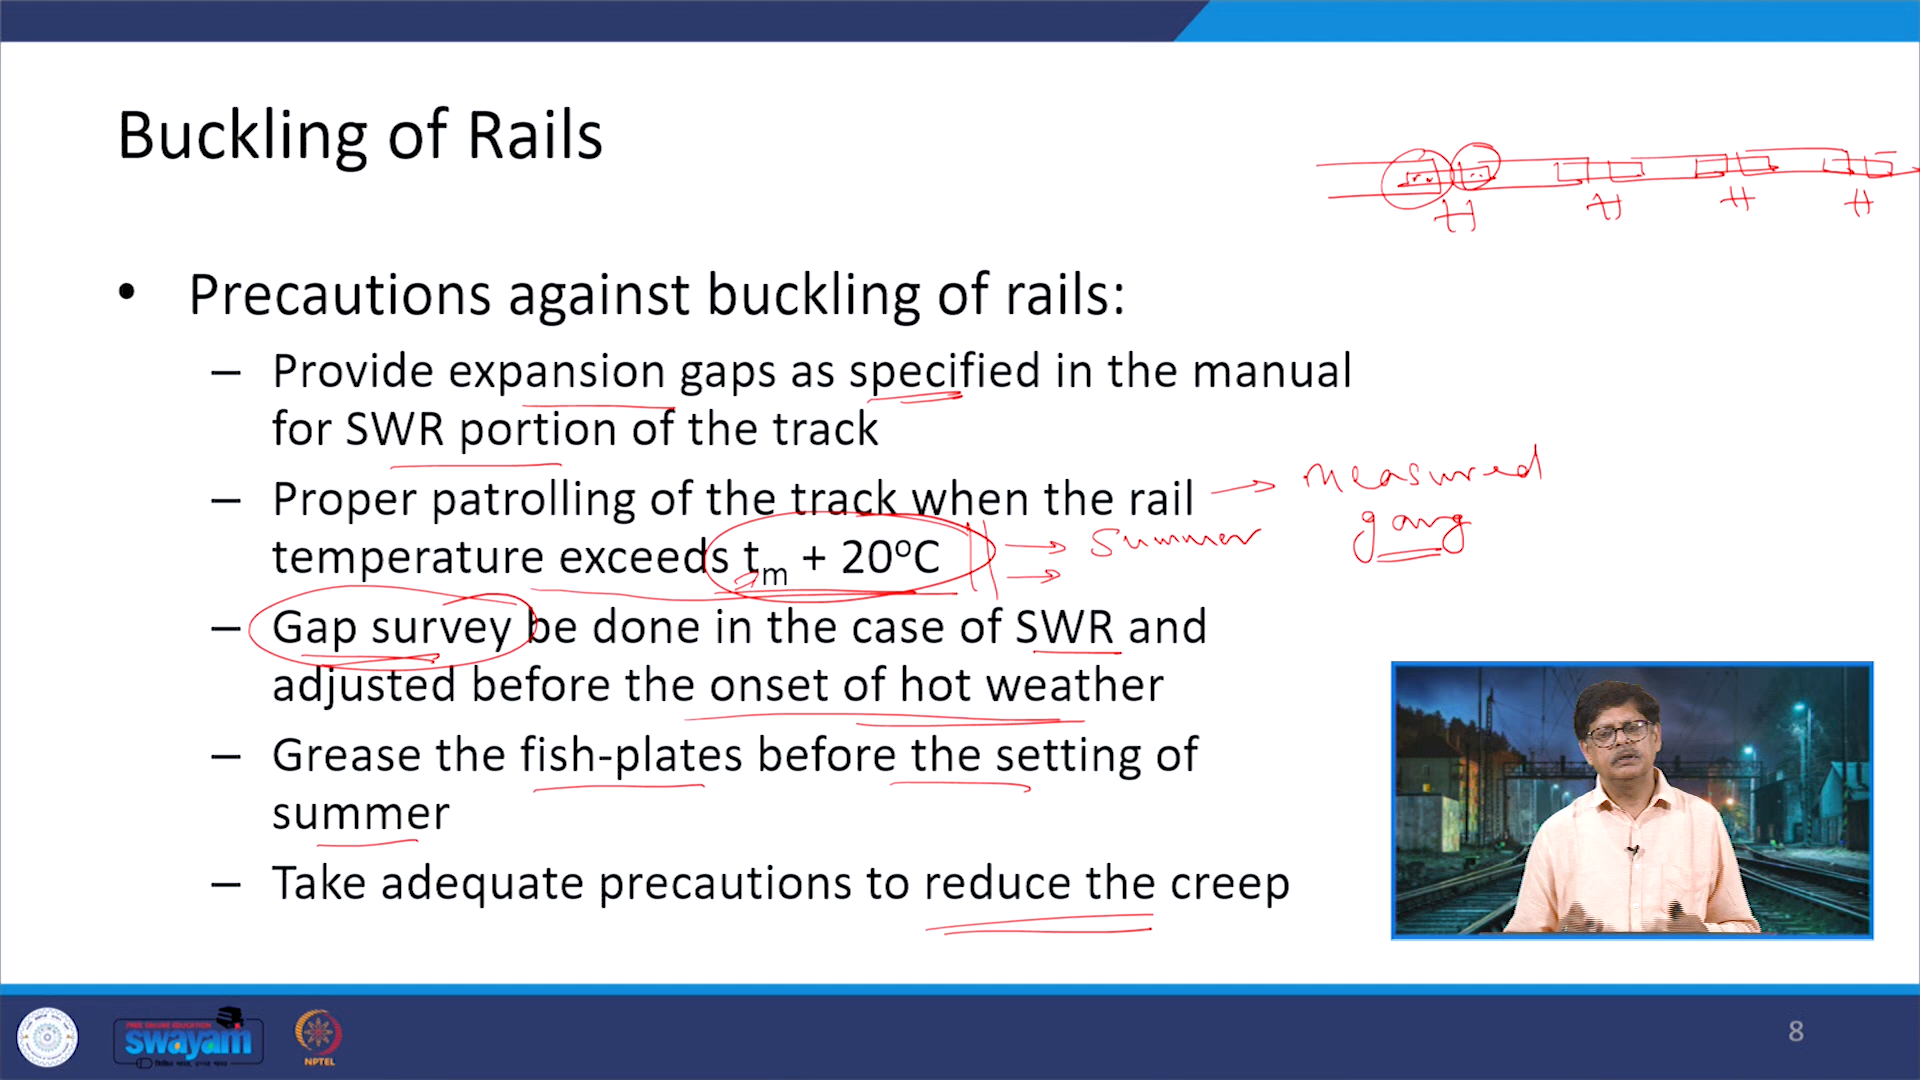 Buckling of Rails
• Precautions against buckling of rails:
– Provide expansion gaps as specified in the manual
for SWR portion of the track
– Proper patrolling of the track when the rail → measured
temperature exceeds tm + 20°C → summer gang
– Gap survey be done in the case of SWR and
adjusted before the onset of hot weather
– Grease the fish-plates before the setting of
summer
– Take adequate precautions to reduce the creep
FREE ONLINE EDUCATION
swayam
NPTEL
8